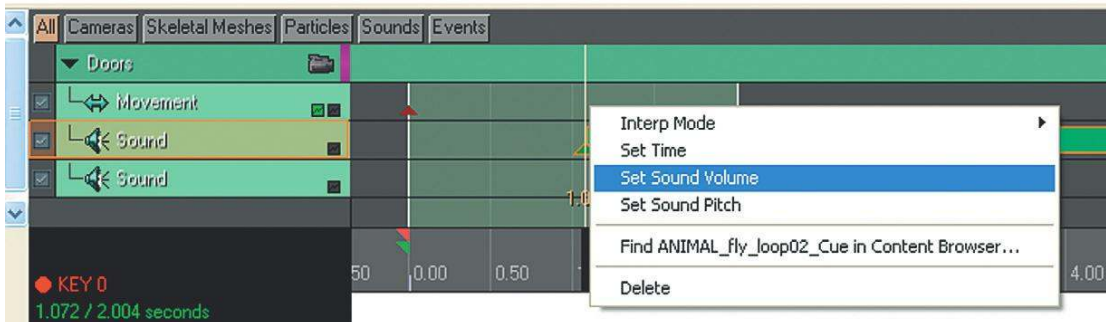 All Cameras Skeletal Meshes Particles Sounds Events
Doors
Movement
Sound
Sound
Interp Mode
Set Time
Set Sound Volume
Set Sound Pitch
Find ANIMAL_fly_loop02_Cue in Content Browser...
Delete
50 0.00 0.50 4.00
KEY 0
1.072 / 2.004 seconds